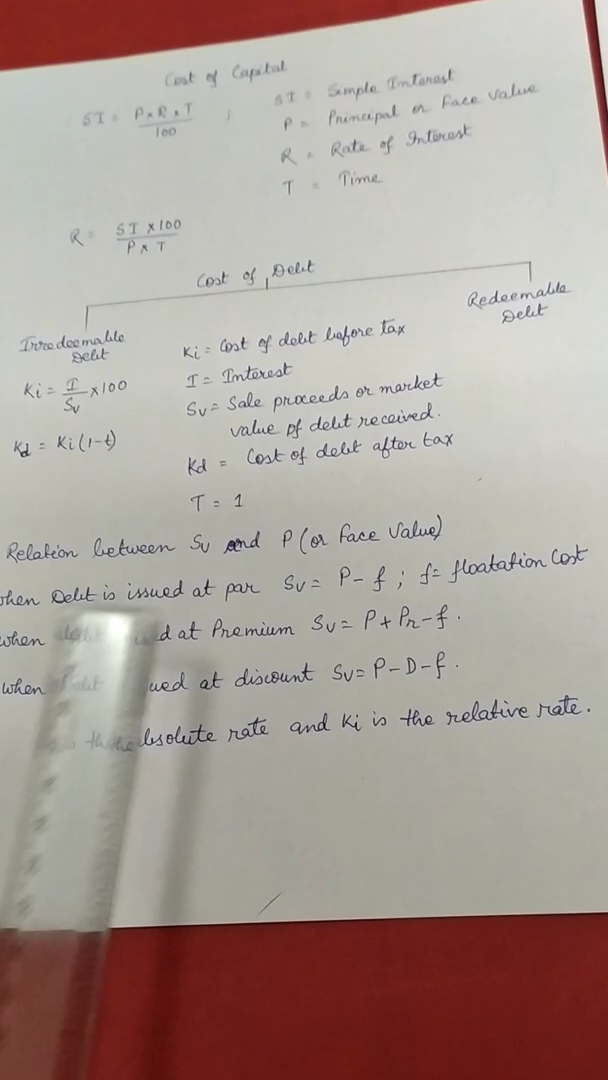 Cost of Capital
SI = P×R×T / 100 ; SI = Simple Interest
P = Principal or Face Value
R = Rate of Interest
T = Time
R = SI ×100 / P × T
Cost of Debt
Irredeemable Debt
Redeemable Debt
Ki = I / Sv ×100
Kd = Ki(1-t)
Ki = Cost of debt before tax
I = Interest
Sv = Sale proceeds or market
value of debt received.
Kd = Cost of debt after tax
T = 1
Relation between Sv and P (or Face Value)
hen Debt is issued at par Sv = P - f ; f = floatation Cost
when d at Premium Sv = P + Pr - f.
when ued at discount Sv = P - D - f.
bsolute rate and Ki is the relative rate.